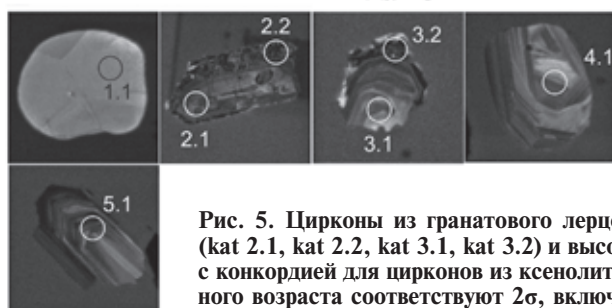 2.2
3.2
4.1
1.1
2.1
3.1
5.1
Рис. 5. Цирконы из гранатового лерцо
(kat 2.1, kat 2.2, kat 3.1, kat 3.2) и высо
с конкордией для цирконов из ксенолит
ного возраста соответствуют 2σ, включ